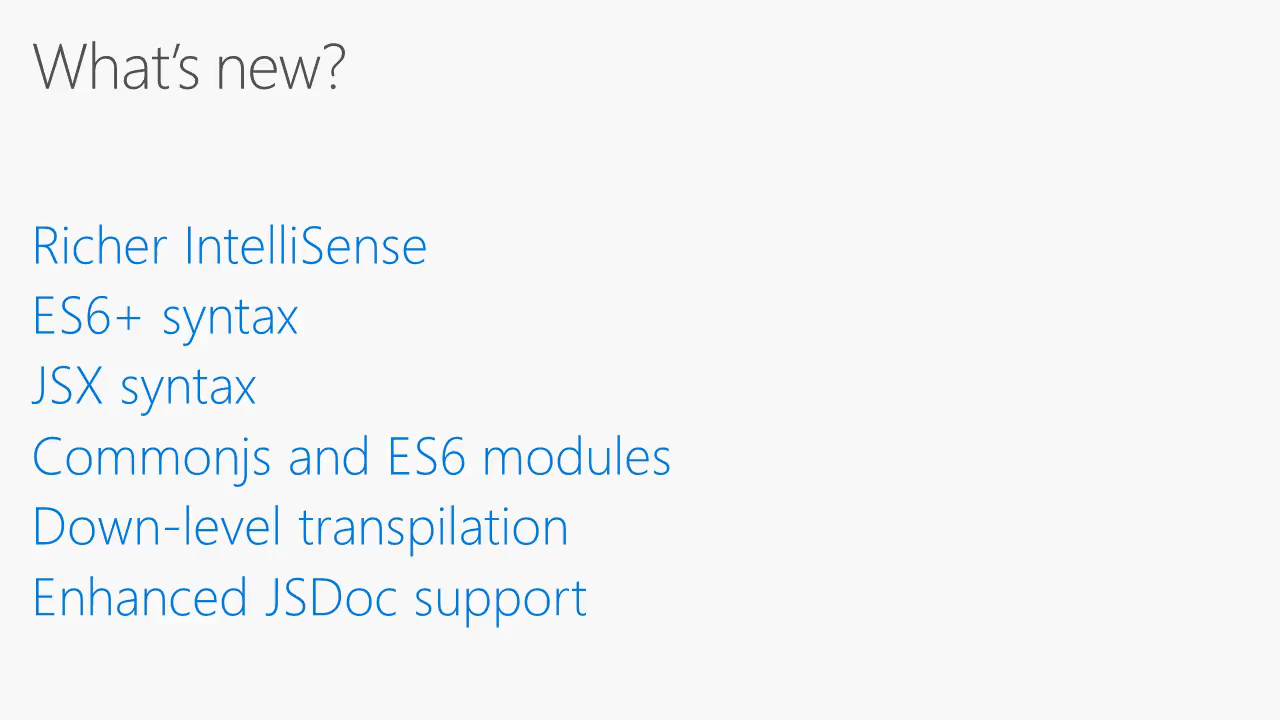 What's new?
Richer IntelliSense
ES6+ syntax
JSX syntax
Commonjs and ES6 modules
Down-level transpilation
Enhanced JSDoc support